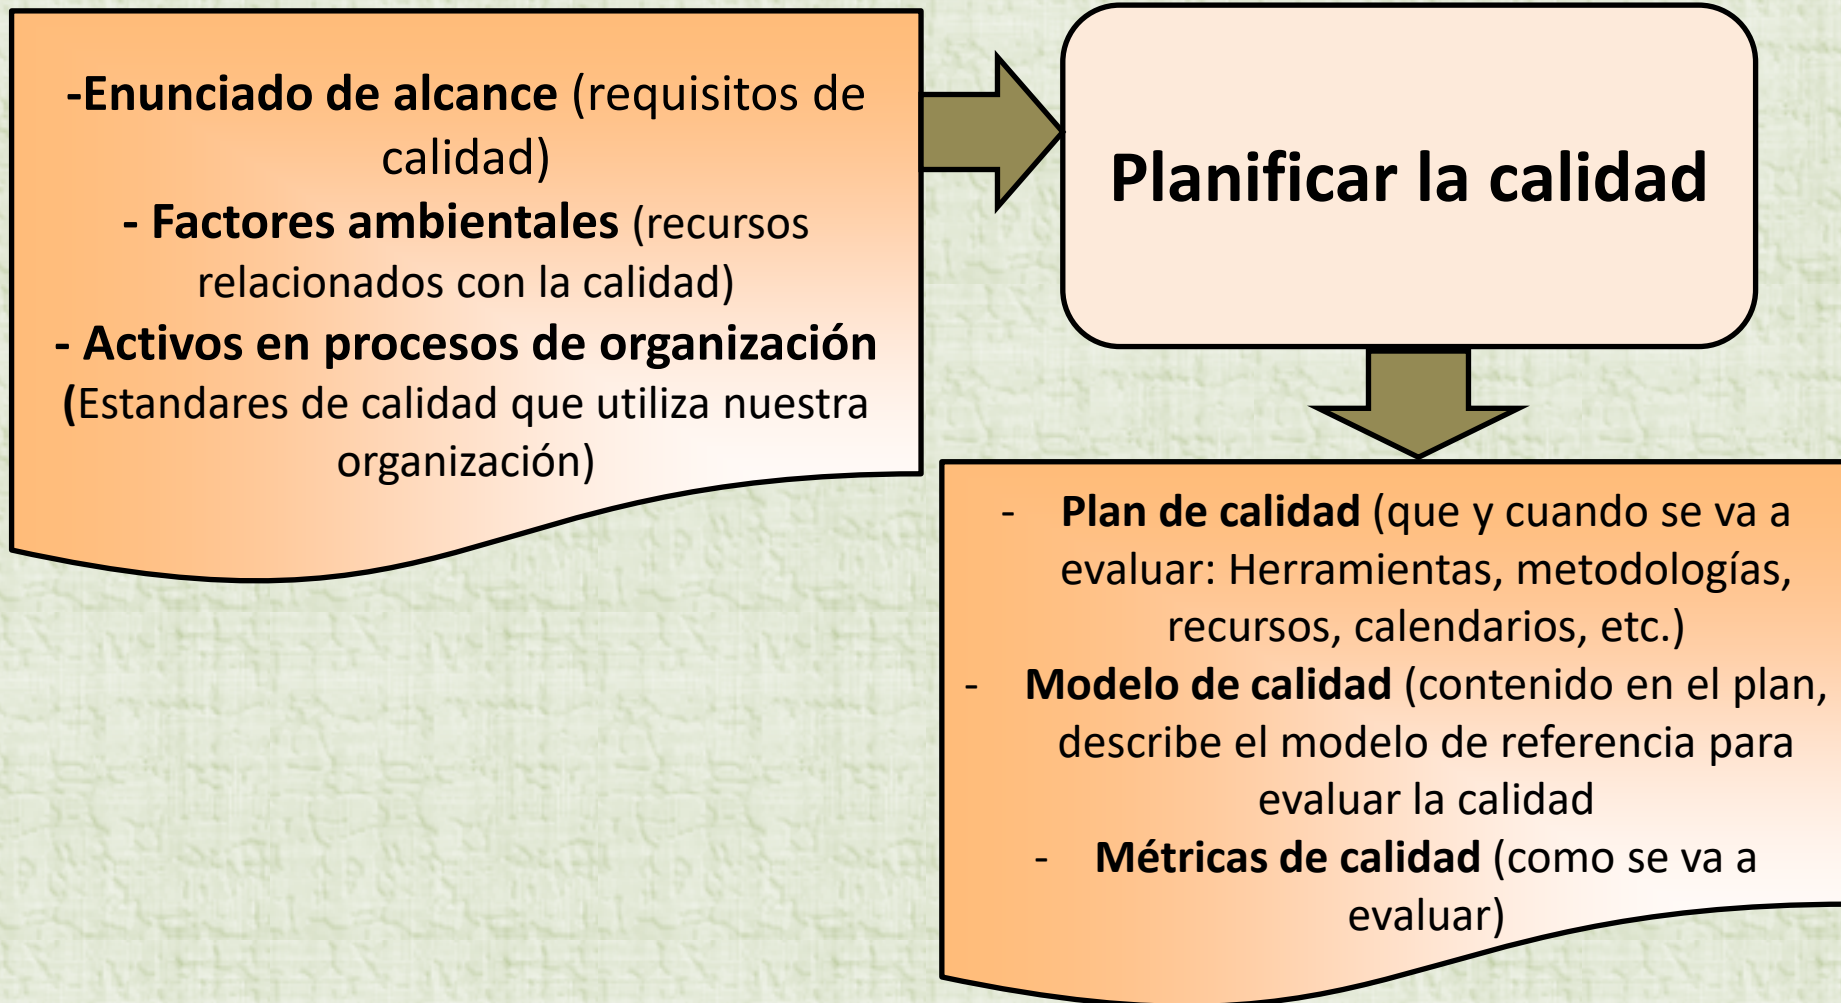 -Enunciado de alcance (requisitos de
calidad)
- Factores ambientales (recursos
relacionados con la calidad)
- Activos en procesos de organización
(Estandares de calidad que utiliza nuestra
organización)
Planificar la calidad
- Plan de calidad (que y cuando se va a
evaluar: Herramientas, metodologías,
recursos, calendarios, etc.)
- Modelo de calidad (contenido en el plan,
describe el modelo de referencia para
evaluar la calidad
- Métricas de calidad (como se va a
evaluar)